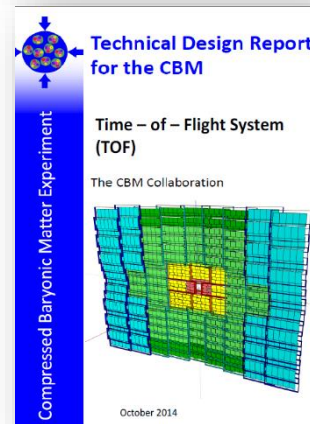 Technical Design Report
for the CBM
Time – of – Flight System
(TOF)
The CBM Collaboration
Compressed Baryonic Matter Experiment
October 2014